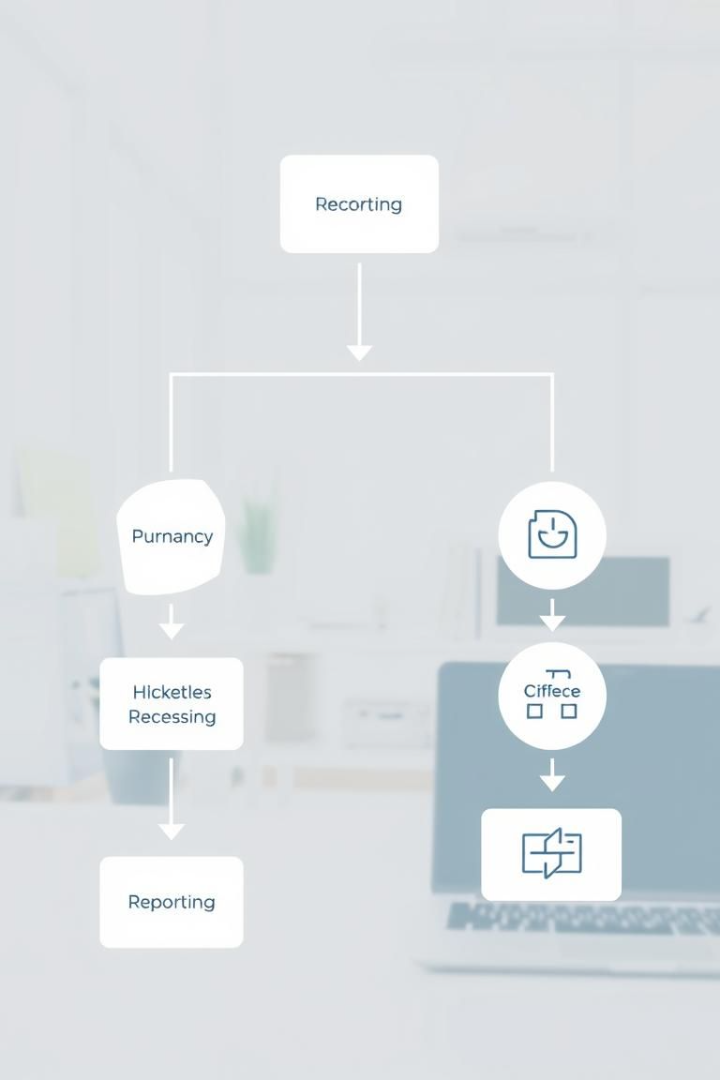 Recorting
Purnancy
Hicketles
Recessing
Ciffece
Reporting